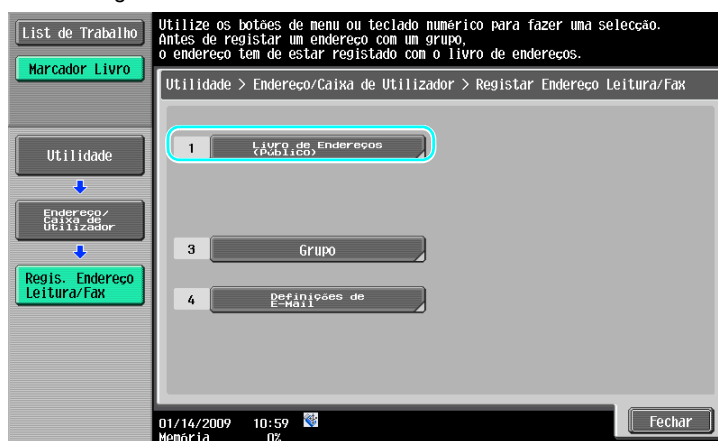 List de Trabalho
Marcador Livro
Utilize os botões de menu ou teclado numérico para fazer uma selecção.
Antes de registar um endereço com um grupo,
o endereço tem de estar registado com o livro de endereços.
Utilidade > Endereço/Caixa de Utilizador > Registar Endereço Leitura/Fax
1
Livro de Endereços
(Público)
Utilidade
Endereço/
Caixa de
Utilizador
3
Grupo
Regis. Endereço
Leitura/Fax
4
Definições de
E-Mail
01/14/2009 10:59
Memória 0%
Fechar